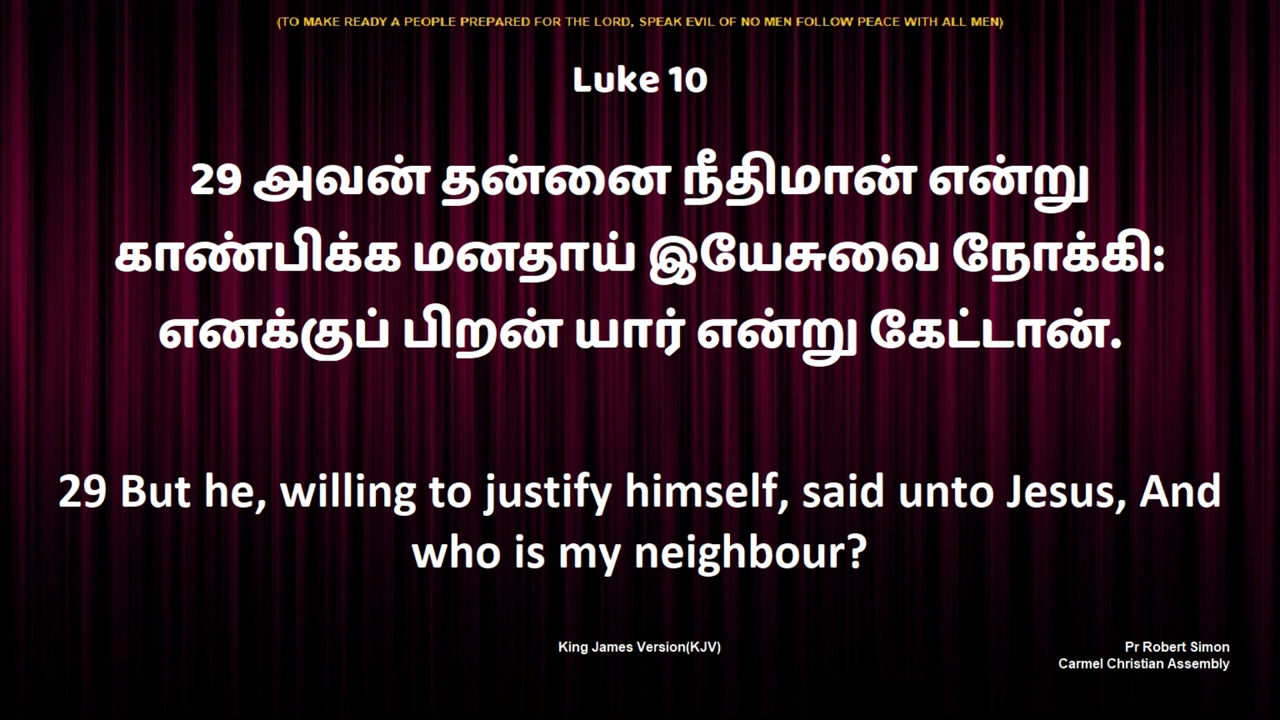 (TO MAKE READY A PEOPLE PREPARED FOR THE LORD, SPEAK EVIL OF NO MEN FOLLOW PEACE WITH ALL MEN)
Luke 10
29 அவன் தன்னை நீதிமான் என்று
காண்பிக்க மனதாய் இயேசுவை நோக்கி:
எனக்குப் பிறன் யார் என்று கேட்டான்.
29 But he, willing to justify himself, said unto Jesus, And
who is my neighbour?
King James Version(KJV)
Pr Robert Simon
Carmel Christian Assembly